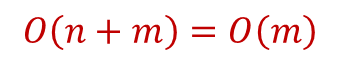 O(n + m) = O(m)